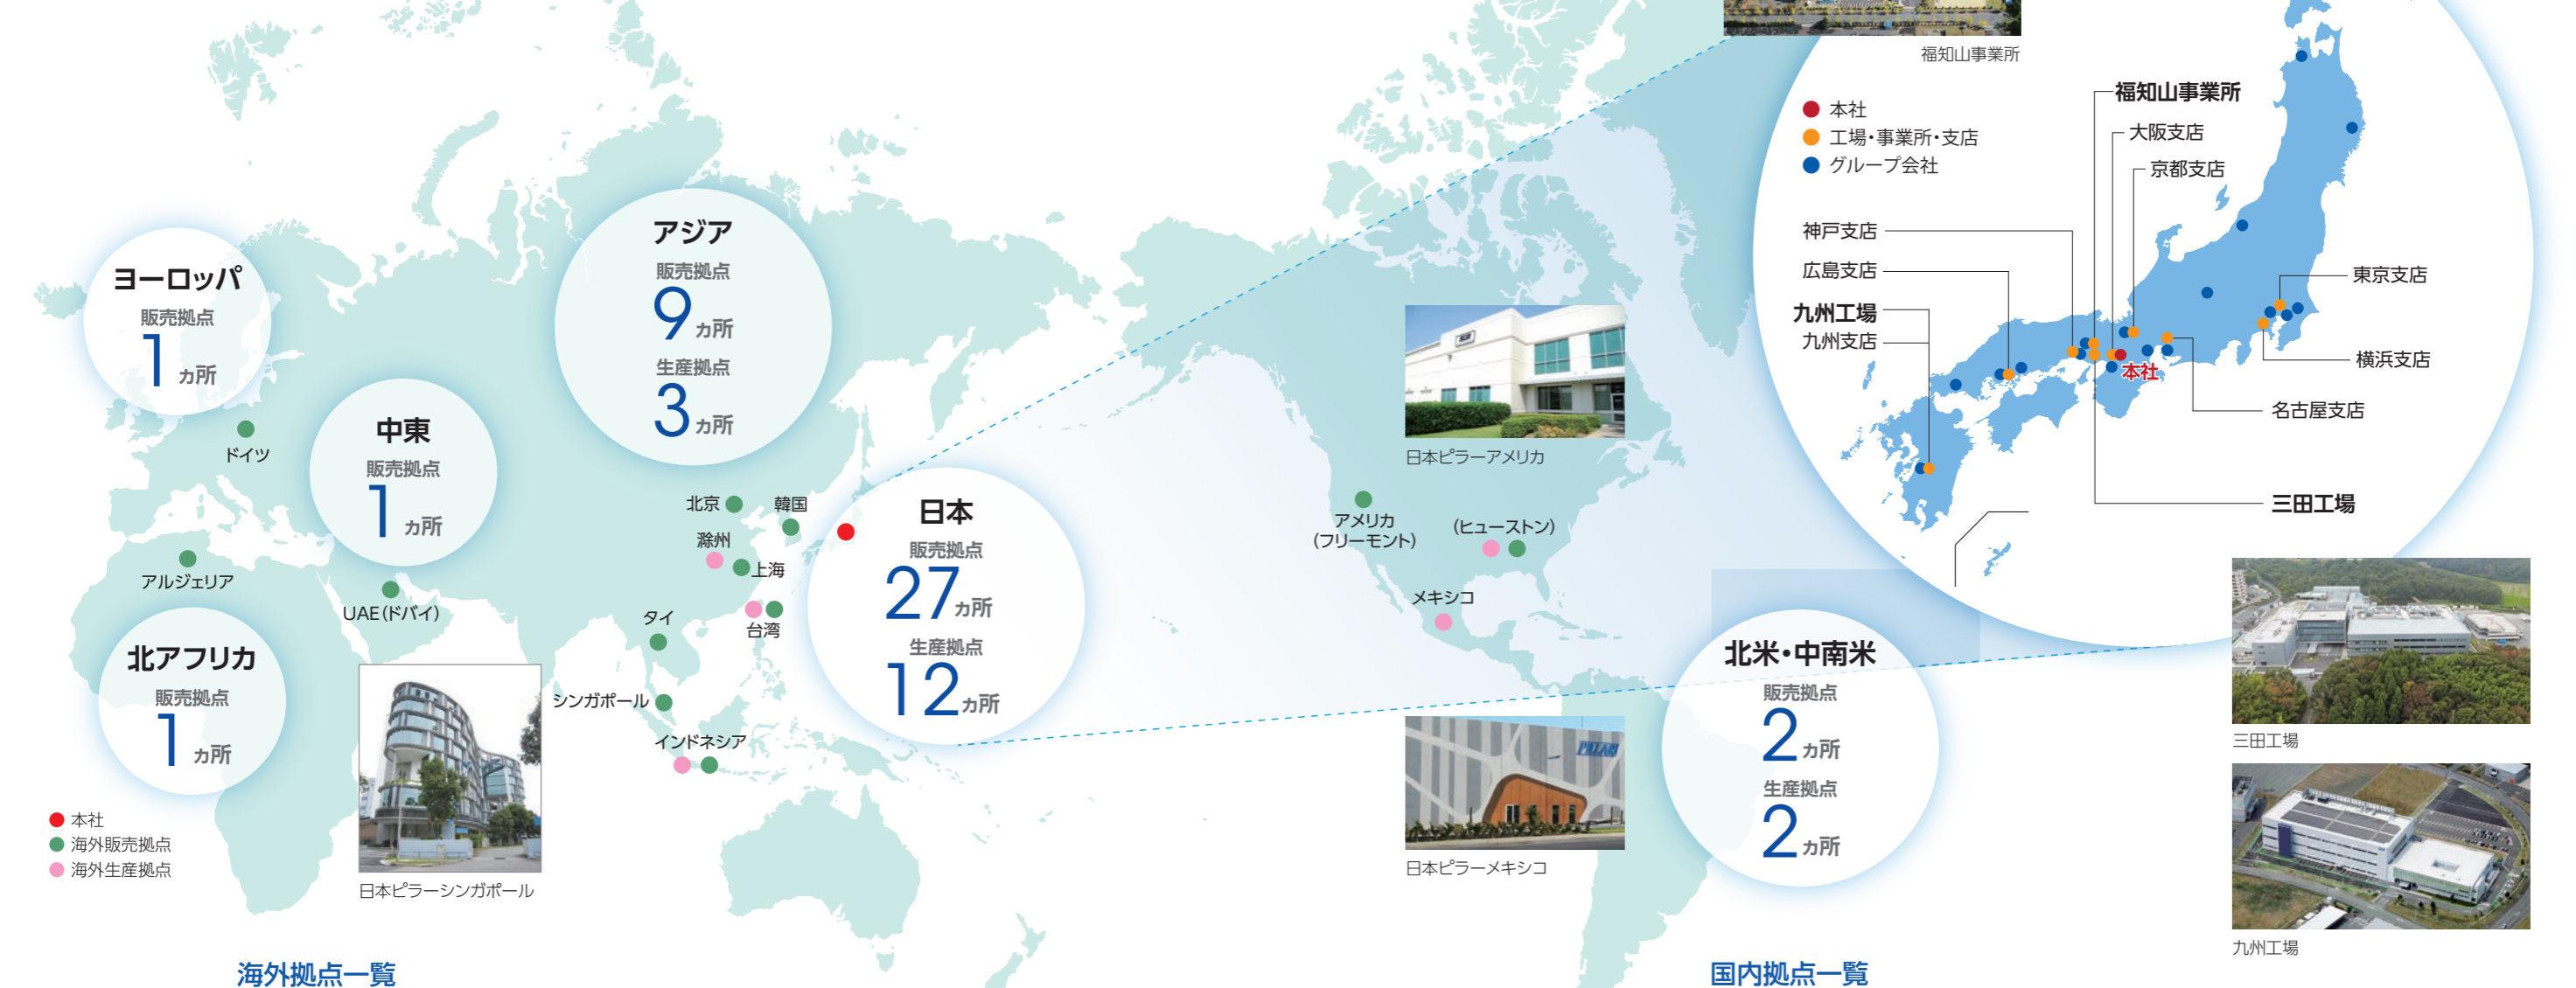 福知山事業所
本社
工場・事業所・支店
グループ会社
福知山事業所
大阪支店
京都支店
神戸支店
広島支店
九州工場
九州支店
東京支店
横浜支店
名古屋支店
三田工場
本社
ヨーロッパ
販売拠点
1ヵ所
ドイツ
中東
販売拠点
1ヵ所
UAE(ドバイ)
アルジェリア
北アフリカ
販売拠点
1ヵ所
アジア
販売拠点
9ヵ所
生産拠点
3ヵ所
北京
韓国
滁州
上海
台湾
タイ
シンガポール
インドネシア
日本
販売拠点
27ヵ所
生産拠点
12ヵ所
日本ピラーアメリカ
アメリカ
(フリーモント)
(ヒューストン)
メキシコ
PILLAR
日本ピラーメキシコ
北米・中南米
販売拠点
2ヵ所
生産拠点
2ヵ所
三田工場
九州工場
本社
海外販売拠点
海外生産拠点
日本ピラーシンガポール
海外拠点一覧
国内拠点一覧